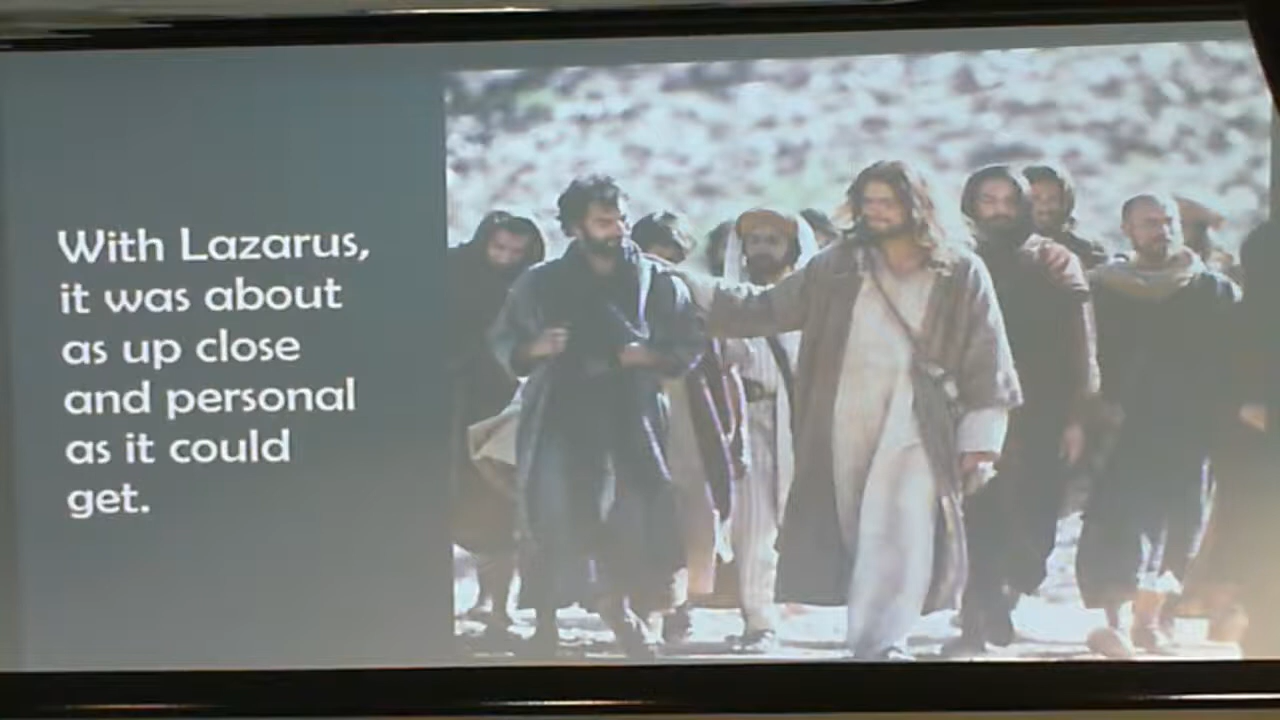 With Lazarus,
it was about
as up close
and personal
as it could
get.